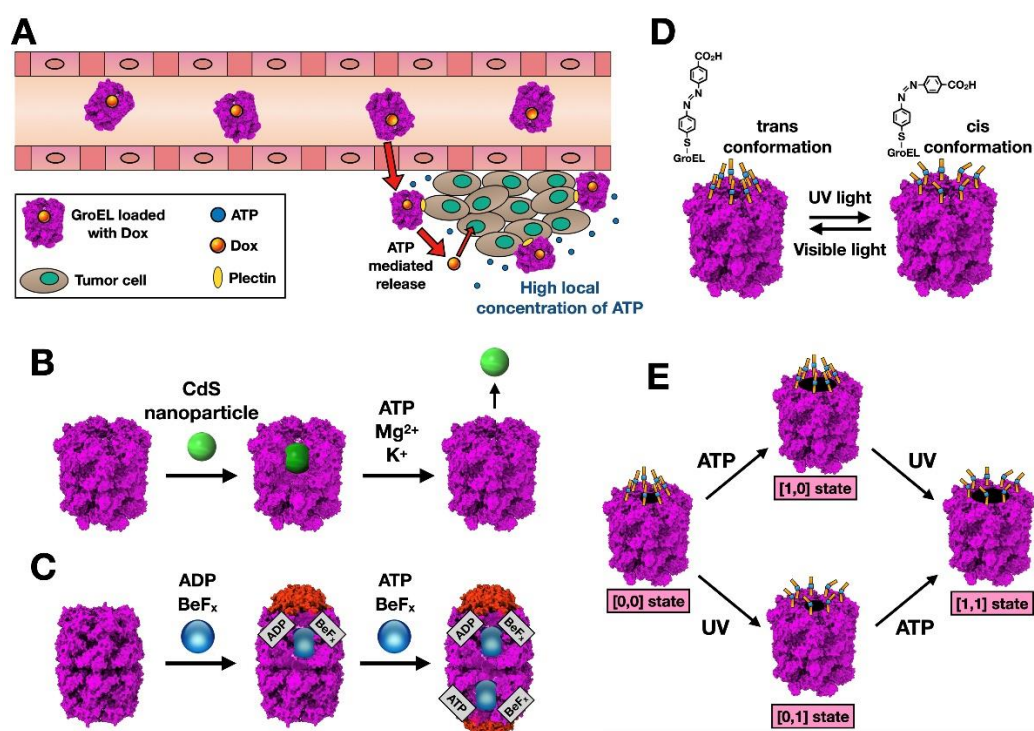 A
GroEL loaded
with Dox
Tumor cell
ATP
Dox
Plectin
ATP
mediated
release
High local
concentration of ATP
B
CdS
nanoparticle
ATP
Mg²⁺
K⁺
C
ADP
BeFₓ
ADP
BeFₓ
ATP
BeFₓ
ADP
BeFₓ
ATP
BeFₓ
D
CO₂H
N
N
S
GroEL
trans
conformation
UV light
Visible light
CO₂H
N
N
S
GroEL
cis
conformation
E
[0,0] state
ATP
[1,0] state
UV
UV
[0,1] state
ATP
[1,1] state